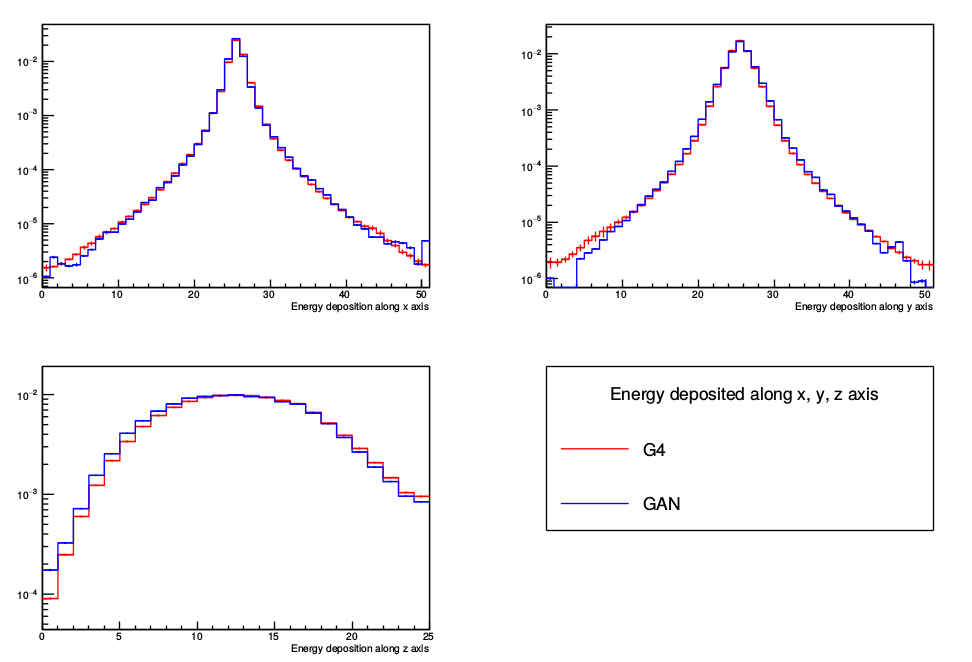 10⁻²
10⁻³
10⁻⁴
10⁻⁵
10⁻⁶
0 10 20 30 40 50
Energy deposition along x axis
10⁻²
10⁻³
10⁻⁴
10⁻⁵
10⁻⁶
0 10 20 30 40 50
Energy deposition along y axis
10⁻²
10⁻³
10⁻⁴
0 5 10 15 20 25
Energy deposition along z axis
Energy deposited along x, y, z axis
G4
GAN